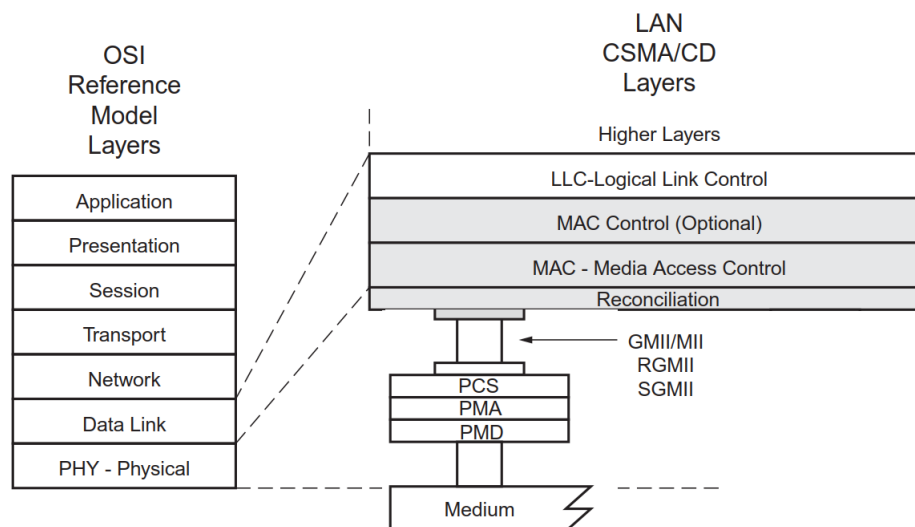 OSI
Reference
Model
Layers
Application
Presentation
Session
Transport
Network
Data Link
PHY - Physical
LAN
CSMA/CD
Layers
Higher Layers
LLC-Logical Link Control
MAC Control (Optional)
MAC - Media Access Control
Reconciliation
GMII/MII
RGMII
SGMII
PCS
PMA
PMD
Medium